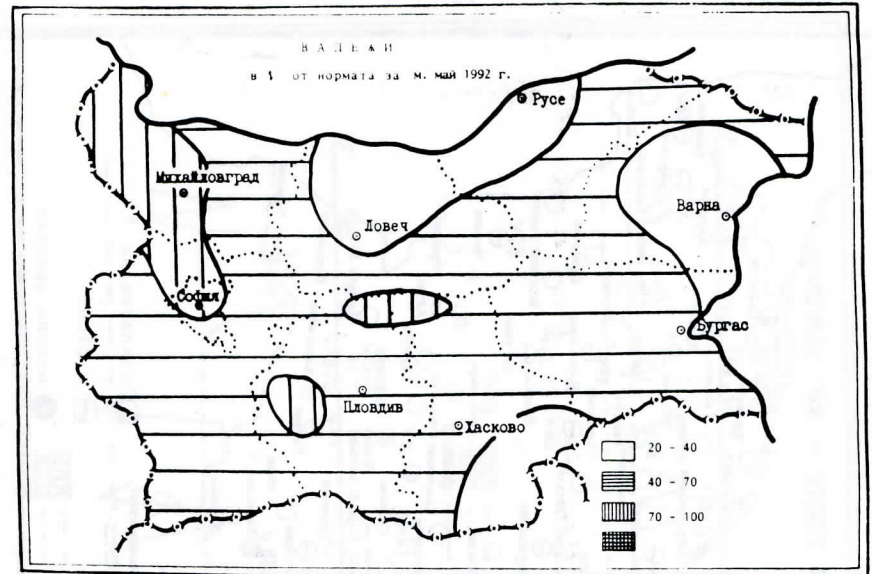 ВАЛЕЖИ
в % от нормата за м. май 1992 г.
Русе
Михайловград
Варна
Ловеч
София
Бургас
Пловдив
Хасково
20 - 40
40 - 70
70 - 100